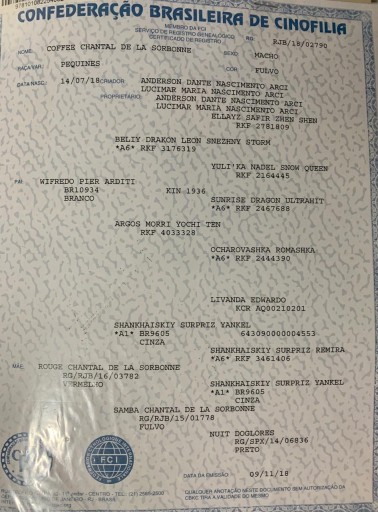 CONFEDERAÇÃO BRASILEIRA DE CINOFILIA
MEMBRO DA FCI
SERVIÇO DE REGISTRO GENEALÓGICO
CERTIFICADO DE REGISTRO
RJB/18/02790
NOME: COFFEE CHANTAL DE LA SORBONNE
SEXO: MACHO
RAÇA/VAR: PEQUINES
COR: FULVO
DATA/NASC: 14/07/18
CRIADOR: ANDERSON DANTE NASCIMENTO ARCI
LUCIMAR MARIA NASCIMENTO ARCI
PROPRIETÁRIO: ANDERSON DANTE NASCIMENTO ARCI
LUCIMAR MARIA NASCIMENTO ARCI
ELLAYZ SAPIR ZHEN SHEN
RKF 2781809
BELIY DRAKON LEON SNEZHNY STORM
*A6* RKF 3176319
YULI'KA NADEL SNOW QUEEN
RKF 2164445
PAI: WIFREDO PIER ARDITI
BR10934 KIN 1936
BRANCO
SUNRISE DRAGON ULTRAHIT
*A6* RKF 2467688
ARGOS MORRI YOCHI TEN
RKF 4033328
OCHAROVASHKA ROMASHKA
*A6* RKF 2444390
LIVANDA EDWARDO
KCR AQ00210201
SHANKHAISKIY SURPRIZ YANKEL
*A1* BR9605 643090000004553
CINZA
SHANKHAISKIY SURPRIZ REMIRA
*A6* RKF 3461406
MÃE: ROUGE CHANTAL DE LA SORBONNE
RG/RJB/16/03782
VERMELHO
SHANKHAISKIY SURPRIZ YANKEL
*A1* BR9605
CINZA
SAMBA CHANTAL DE LA SORBONNE
RG/RJB/15/01778
FULVO
NUIT DOGLORES
RG/SPX/14/06836
PRETO
FCI
DATA DA EMISSÃO: 09/11/18
QUALQUER ANOTAÇÃO NESTE DOCUMENTO SEM AUTORIZAÇÃO DA
CBKC TIRA A VALIDADE DO MESMO